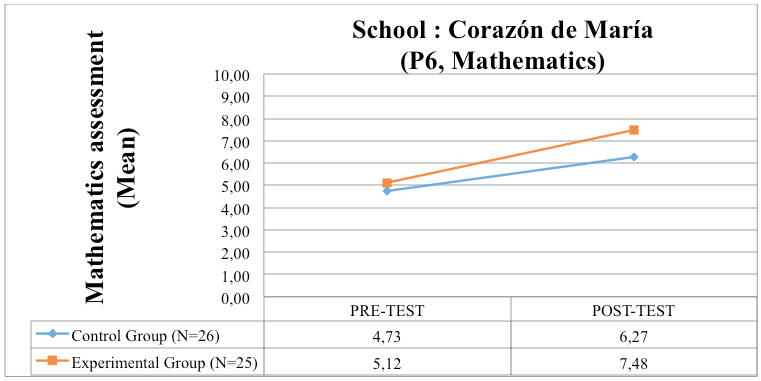 School : Corazón de María
(P6, Mathematics)
Mathematics assessment
(Mean)
10,00
9,00
8,00
7,00
6,00
5,00
4,00
3,00
2,00
1,00
0,00
PRE-TEST POST-TEST
Control Group (N=26) 4,73 6,27
Experimental Group (N=25) 5,12 7,48